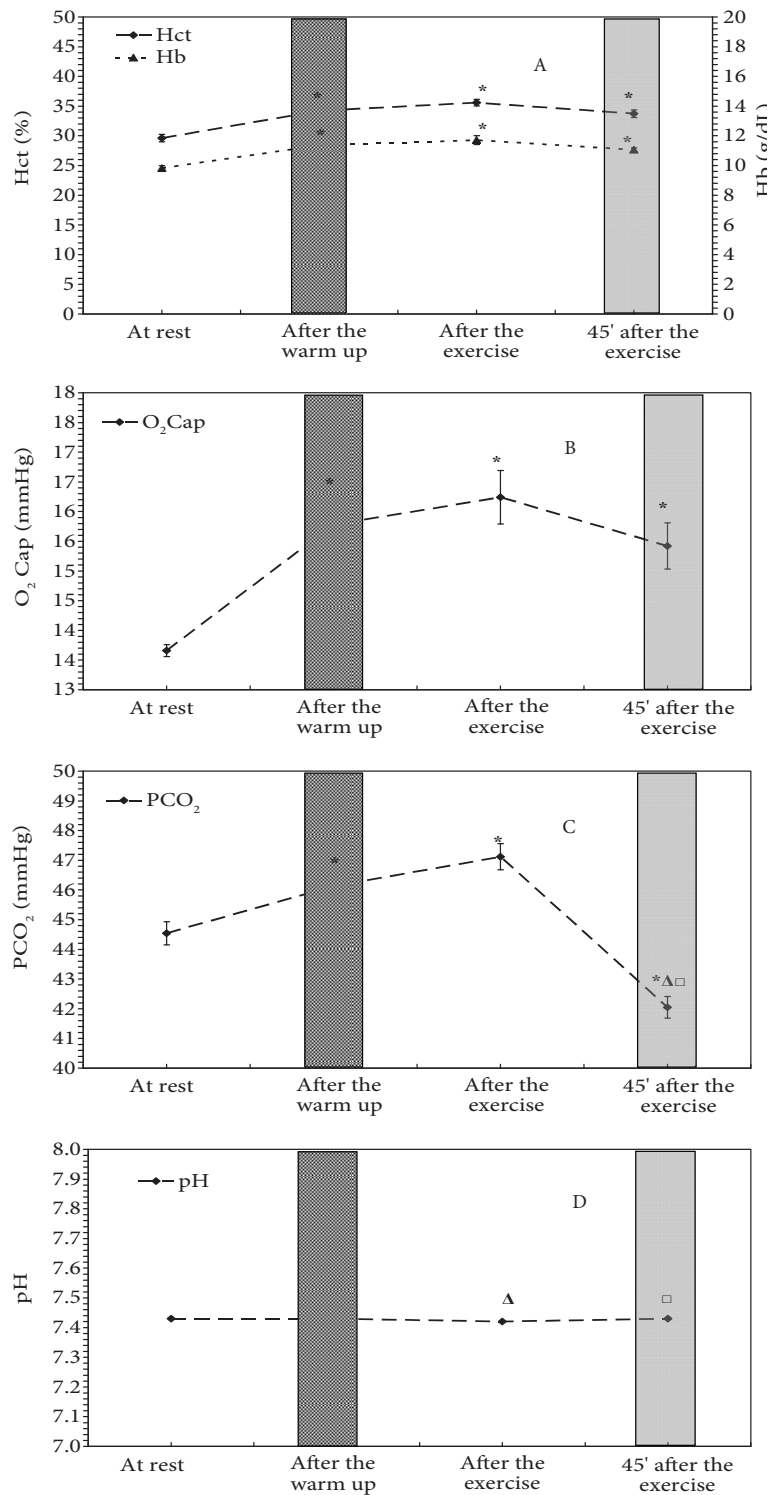 50
45
40
35
30
25
20
15
10
5
0
Hct (%)
Hct
Hb
A
*
*
*
*
*
*
20
18
16
14
12
10
8
6
4
2
0
Hb (g/dL)
At rest
After the
warm up
After the
exercise
45' after the
exercise
18
18
17
17
16
16
15
15
14
14
13
O₂ Cap (mmHg)
O₂Cap
B
*
*
*
At rest
After the
warm up
After the
exercise
45' after the
exercise
50
49
48
47
46
45
44
43
42
41
40
PCO₂ (mmHg)
PCO₂
C
*
*
*Δ□
At rest
After the
warm up
After the
exercise
45' after the
exercise
8.0
7.9
7.8
7.7
7.6
7.5
7.4
7.3
7.2
7.1
7.0
pH
pH
D
Δ
□
At rest
After the
warm up
After the
exercise
45' after the
exercise